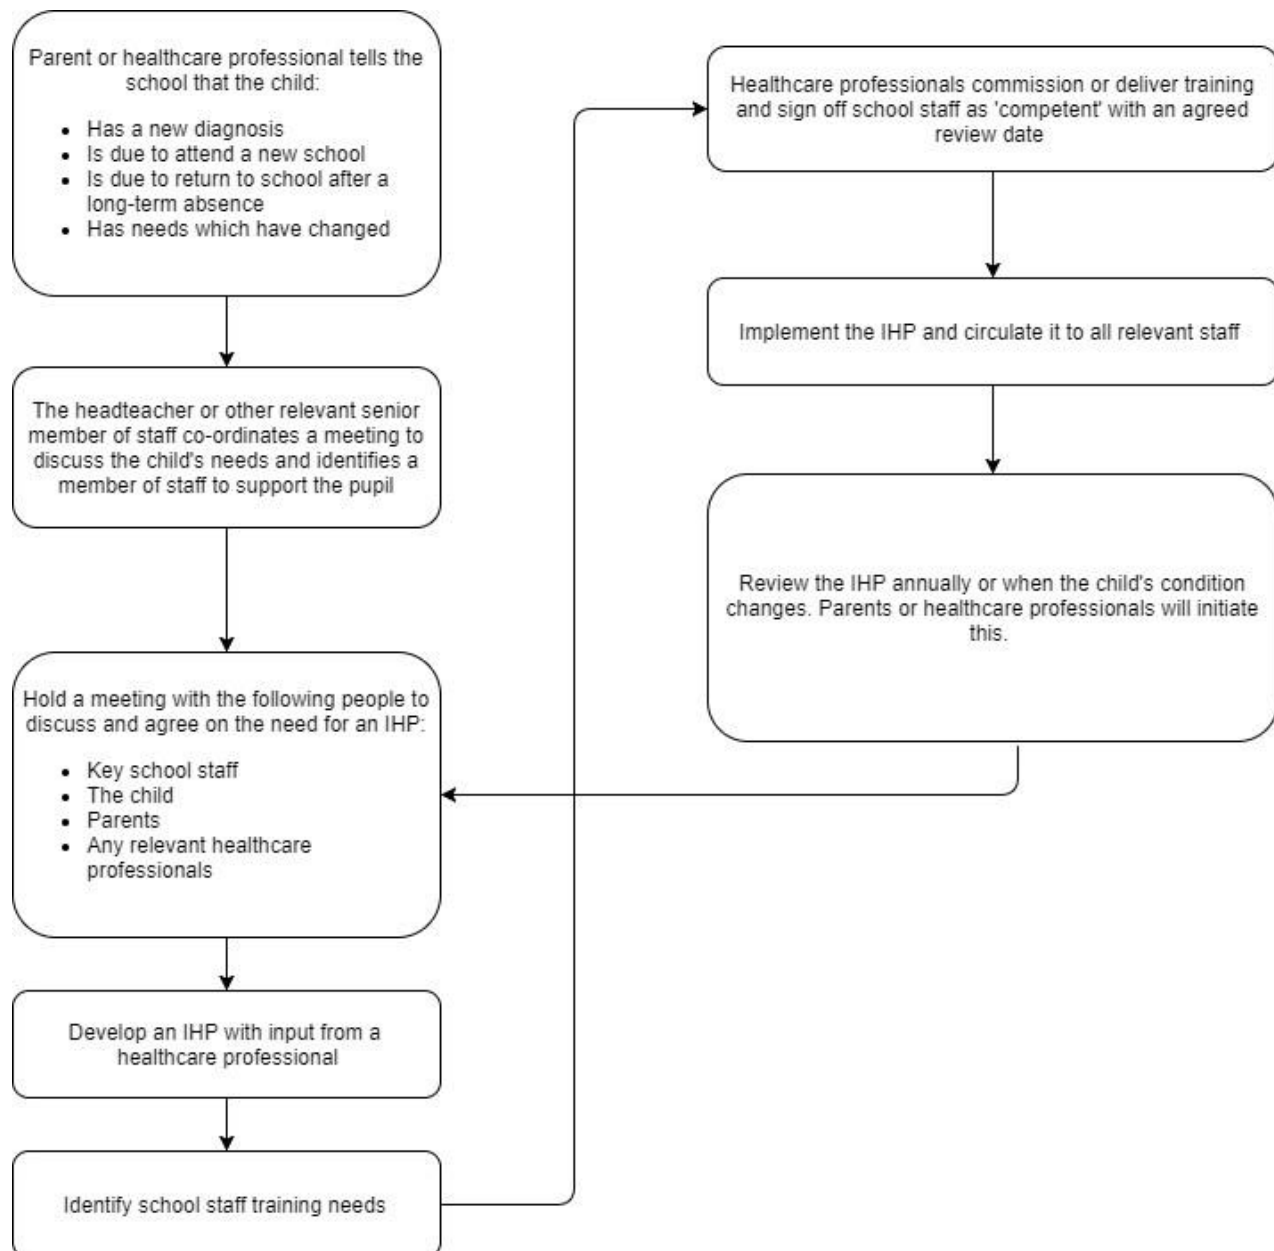 Parent or healthcare professional tells the
school that the child:
• Has a new diagnosis
• Is due to attend a new school
• Is due to return to school after a
long-term absence
• Has needs which have changed
The headteacher or other relevant senior
member of staff co-ordinates a meeting to
discuss the child's needs and identifies a
member of staff to support the pupil
Hold a meeting with the following people to
discuss and agree on the need for an IHP:
• Key school staff
• The child
• Parents
• Any relevant healthcare
professionals
Develop an IHP with input from a
healthcare professional
Identify school staff training needs
Healthcare professionals commission or deliver training
and sign off school staff as 'competent' with an agreed
review date
Implement the IHP and circulate it to all relevant staff
Review the IHP annually or when the child's condition
changes. Parents or healthcare professionals will initiate
this.